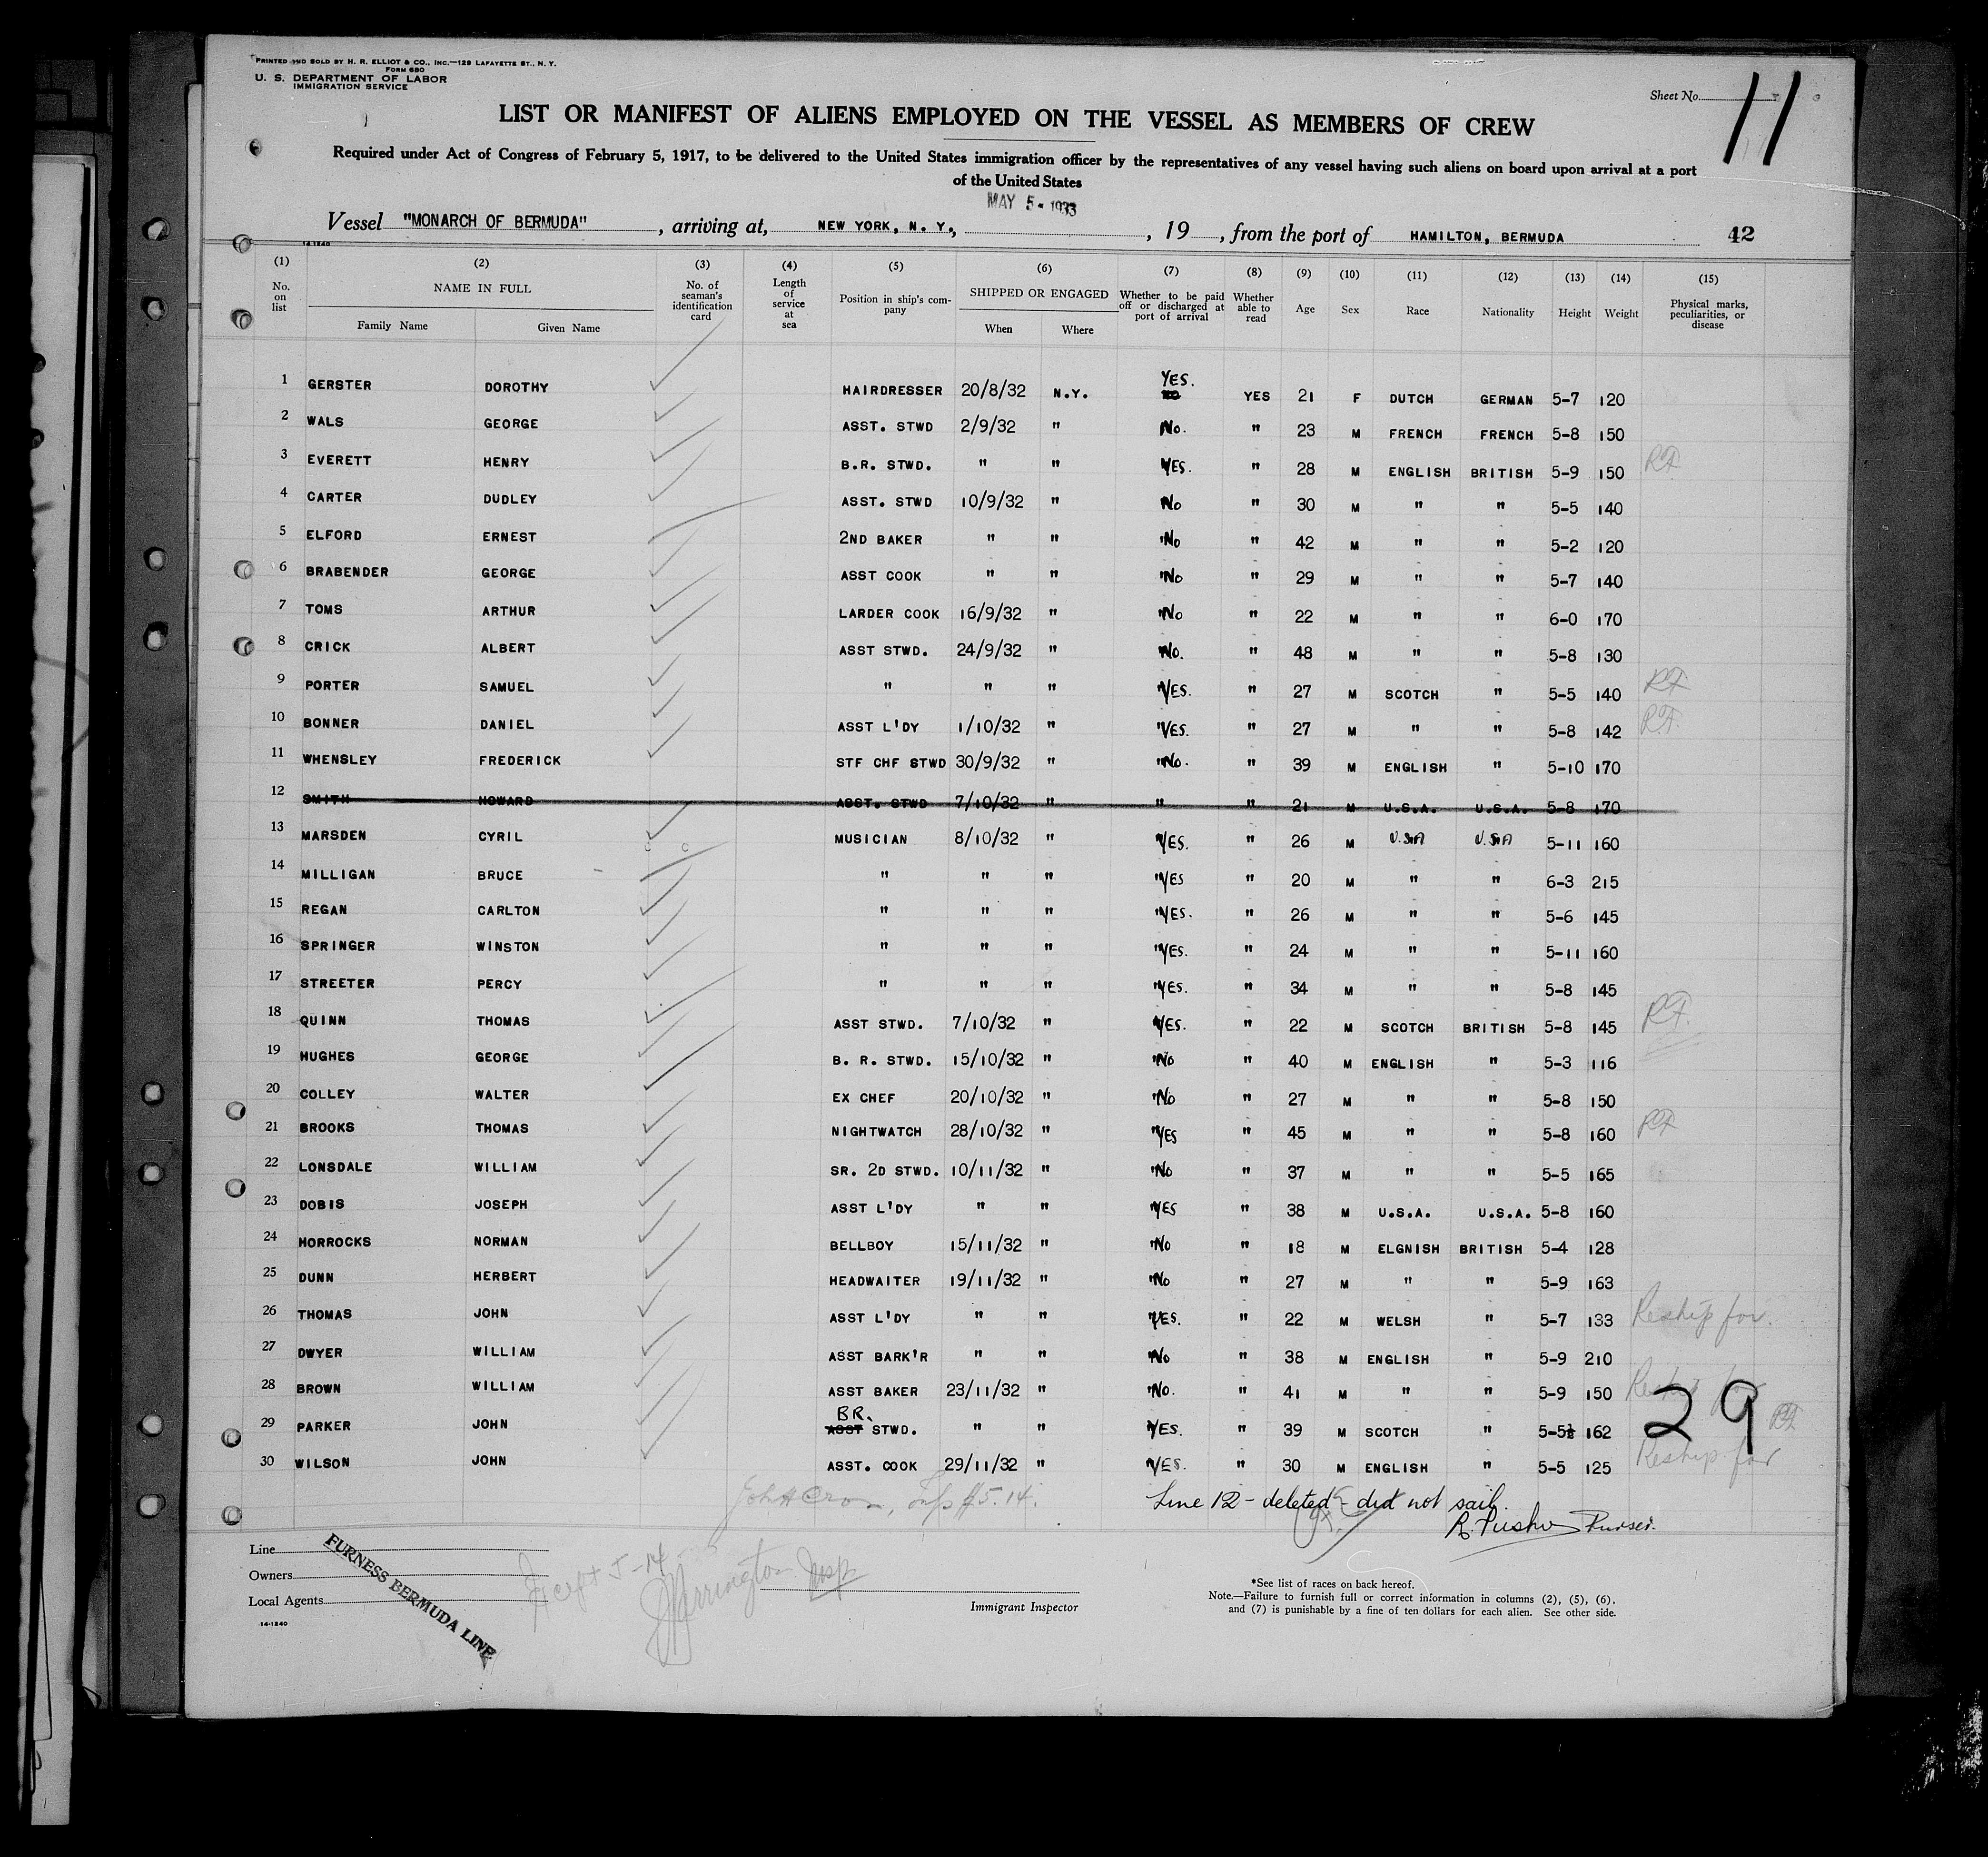 PRINTED AND SOLD BY H. R. ELLIOT & CO., INC.—129 LAFAYETTE ST., N. Y.
FORM 680
U. S. DEPARTMENT OF LABOR
IMMIGRATION SERVICE
Sheet No. 11
LIST OR MANIFEST OF ALIENS EMPLOYED ON THE VESSEL AS MEMBERS OF CREW
Required under Act of Congress of February 5, 1917, to be delivered to the United States immigration officer by the representatives of any vessel having such aliens on board upon arrival at a port
of the United States
MAY 5 - 1933
Vessel "MONARCH OF BERMUDA", arriving at, NEW YORK, N. Y., , 19 , from the port of HAMILTON, BERMUDA 42
14-1240
(1) (2) (3) (4) (5) (6) (7) (8) (9) (10) (11) (12) (13) (14) (15)
No. on list NAME IN FULL Family Name Given Name No. of seaman's identification card Length of service at sea Position in ship's company SHIPPED OR ENGAGED When Where Whether to be paid off or discharged at port of arrival Whether able to read Age Sex Race Nationality Height Weight Physical marks, peculiarities, or disease
1 GERSTER DOROTHY HAIRDRESSER 20/8/32 N.Y. YES. NO YES 21 F DUTCH GERMAN 5-7 120
2 WALS GEORGE ASST. STWD 2/9/32 " No. " 23 M FRENCH FRENCH 5-8 150
3 EVERETT HENRY B.R. STWD. " " YES. " 28 M ENGLISH BRITISH 5-9 150 RF
4 CARTER DUDLEY ASST. STWD 10/9/32 " No " 30 M " " 5-5 140
5 ELFORD ERNEST 2ND BAKER " " No " 42 M " " 5-2 120
6 BRABENDER GEORGE ASST COOK " " No " 29 M " " 5-7 140
7 TOMS ARTHUR LARDER COOK 16/9/32 " No " 22 M " " 6-0 170
8 CRICK ALBERT ASST STWD. 24/9/32 " No. " 48 M " " 5-8 130
9 PORTER SAMUEL " " " YES. " 27 M SCOTCH " 5-5 140 RF
10 BONNER DANIEL ASST L'DY 1/10/32 " YES. " 27 M " " 5-8 142 RF.
11 WHENSLEY FREDERICK STF CHF STWD 30/9/32 " No. " 39 M ENGLISH " 5-10 170
12 SMITH HOWARD ASST. STWD 7/10/32 " " " 21 M U.S.A. U.S.A. 5-8 170
13 MARSDEN CYRIL MUSICIAN 8/10/32 " YES. " 26 M U.S.A U.S.A 5-11 160
14 MILLIGAN BRUCE " " " YES " 20 M " " 6-3 215
15 REGAN CARLTON " " " YES. " 26 M " " 5-6 145
16 SPRINGER WINSTON " " " YES. " 24 M " " 5-11 160
17 STREETER PERCY " " " YES. " 34 M " " 5-8 145
18 QUINN THOMAS ASST STWD. 7/10/32 " YES. " 22 M SCOTCH BRITISH 5-8 145 RF.
19 HUGHES GEORGE B. R. STWD. 15/10/32 " No " 40 M ENGLISH " 5-3 116
20 COLLEY WALTER EX CHEF 20/10/32 " No " 27 M " " 5-8 150
21 BROOKS THOMAS NIGHTWATCH 28/10/32 " YES " 45 M " " 5-8 160 RF
22 LONSDALE WILLIAM SR. 2D STWD. 10/11/32 " No " 37 M " " 5-5 165
23 DOBIS JOSEPH ASST L'DY " " YES " 38 M U.S.A. U.S.A. 5-8 160
24 HORROCKS NORMAN BELLBOY 15/11/32 " No " 18 M ELGNISH BRITISH 5-4 128
25 DUNN HERBERT HEADWAITER 19/11/32 " No " 27 M " " 5-9 163
26 THOMAS JOHN ASST L'DY " " YES. " 22 M WELSH " 5-7 133 Reship for.
27 DWYER WILLIAM ASST BARK'R " " No " 38 M ENGLISH " 5-9 210
28 BROWN WILLIAM ASST BAKER 23/11/32 " No. " 41 M " " 5-9 150
29 PARKER JOHN ASST BR. STWD. " " YES. " 39 M SCOTCH " 5-5½ 162 29 RF
30 WILSON JOHN ASST. COOK 29/11/32 " YES. " 30 M ENGLISH " 5-5 125 Reship for
Line 12 - deleted - did not sail.
Purser.
Line
Owners
Local Agents
FURNESS BERMUDA LINE
14-1240
Insp
Immigrant Inspector
*See list of races on back hereof.
Note.—Failure to furnish full or correct information in columns (2), (5), (6),
and (7) is punishable by a fine of ten dollars for each alien. See other side.